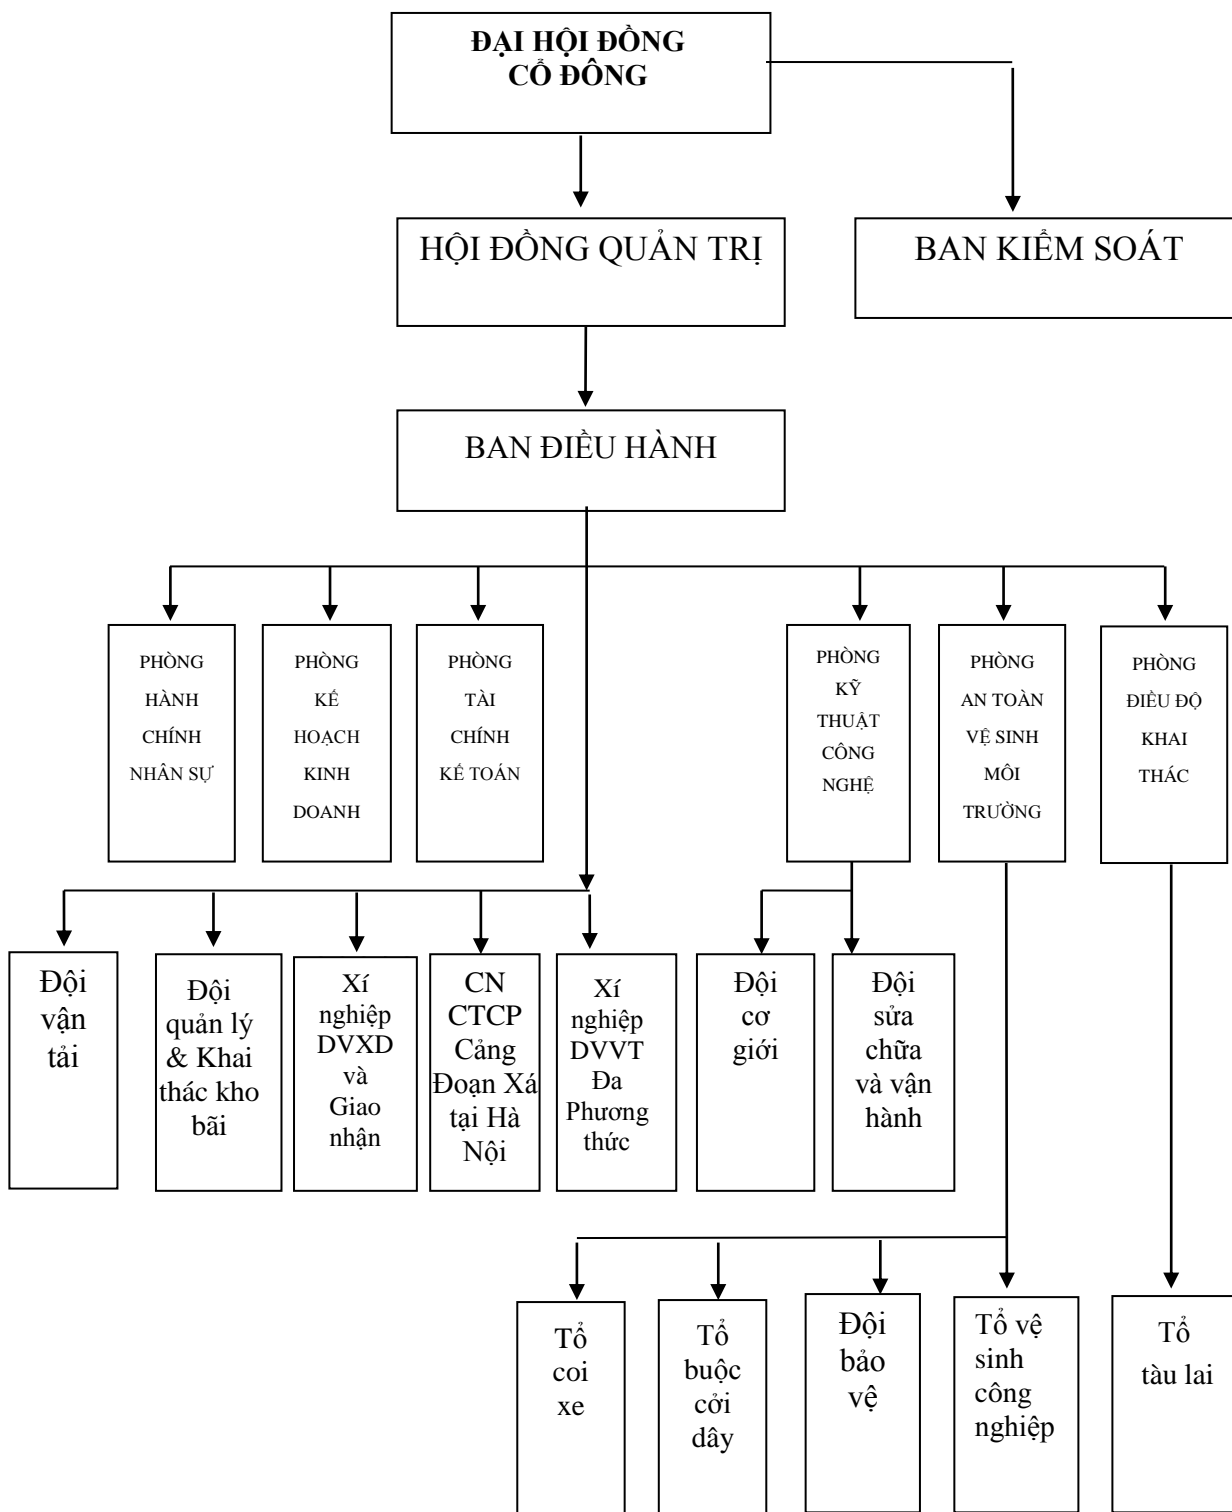 ĐẠI HỘI ĐỒNG
CỔ ĐÔNG
HỘI ĐỒNG QUẢN TRỊ
BAN KIỂM SOÁT
BAN ĐIỀU HÀNH
PHÒNG
HÀNH
CHÍNH
NHÂN SỰ
PHÒNG
KẾ
HOẠCH
KINH
DOANH
PHÒNG
TÀI
CHÍNH
KẾ TOÁN
PHÒNG
KỸ
THUẬT
CÔNG
NGHỆ
PHÒNG
AN TOÀN
VỆ SINH
MÔI
TRƯỜNG
PHÒNG
ĐIỀU ĐỘ
KHAI
THÁC
Đội
vận
tải
Đội
quản lý
& Khai
thác kho
bãi
Xí
nghiệp
DVXD
và
Giao
nhận
CN
CTCP
Cảng
Đoạn Xá
tại Hà
Nội
Xí
nghiệp
DVVT
Đa
Phương
thức
Đội
cơ
giới
Đội
sửa
chữa
và vận
hành
Tổ
coi
xe
Tổ
buộc
cởi
dây
Đội
bảo
vệ
Tổ vệ
sinh
công
nghiệp
Tổ
tàu lai